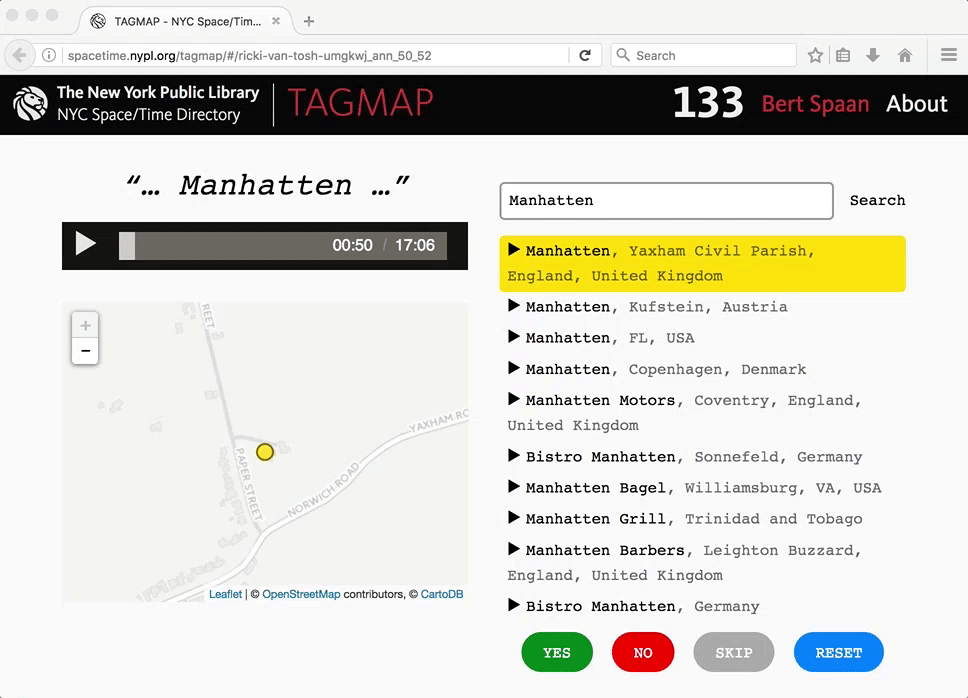 TAGMAP - NYC Space/Tim...
spacetime.nypl.org/tagmap/#/ricki-van-tosh-umgkwj_ann_50_52
Search
The New York Public Library
NYC Space/Time Directory
TAGMAP
133 Bert Spaan About
“… Manhatten …”
00:50 / 17:06
+
−
REET
YAXHAM RO
PAPER STREET
NORWICH ROAD
Leaflet | © OpenStreetMap contributors, © CartoDB
Manhatten
Search
Manhatten, Yaxham Civil Parish,
England, United Kingdom
Manhatten, Kufstein, Austria
Manhatten, FL, USA
Manhatten, Copenhagen, Denmark
Manhatten Motors, Coventry, England,
United Kingdom
Bistro Manhatten, Sonnefeld, Germany
Manhatten Bagel, Williamsburg, VA, USA
Manhatten Grill, Trinidad and Tobago
Manhatten Barbers, Leighton Buzzard,
England, United Kingdom
Bistro Manhatten, Germany
YES NO SKIP RESET